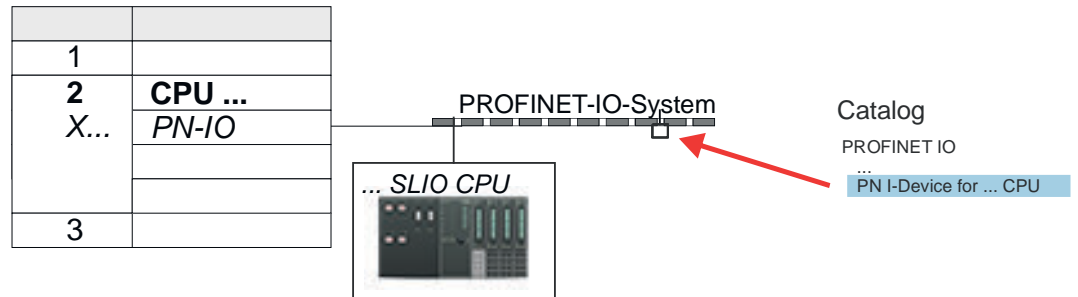 1
2 CPU ...
X... PN-IO
3
PROFINET-IO-System
... SLIO CPU
Catalog
PROFINET IO
...
PN I-Device for ... CPU